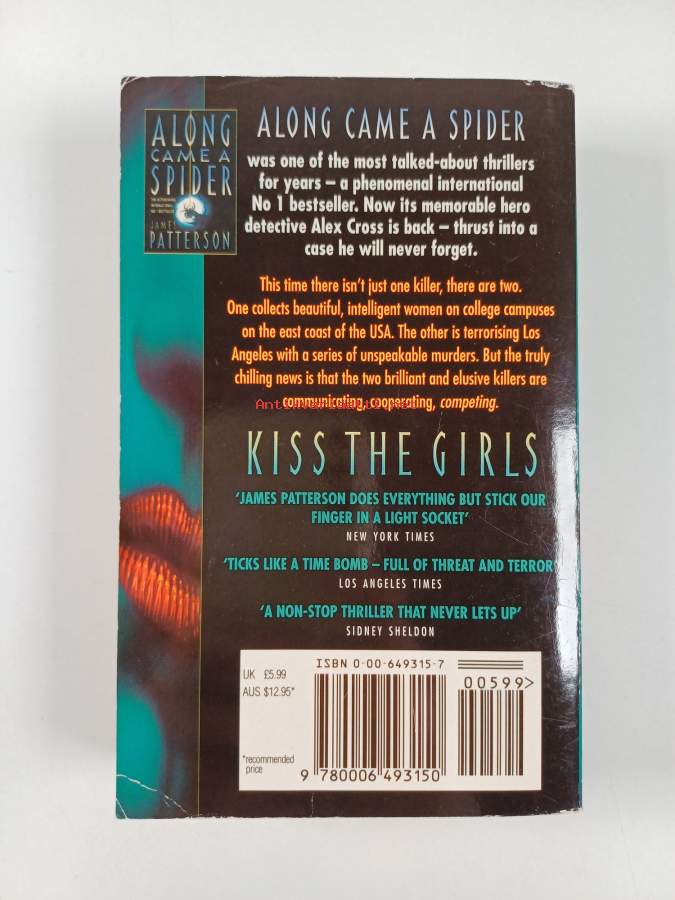 ALONG
CAME A
SPIDER
JAMES
PATTERSON
ALONG CAME A SPIDER
was one of the most talked-about thrillers
for years – a phenomenal international
No 1 bestseller. Now its memorable hero
detective Alex Cross is back – thrust into a
case he will never forget.
This time there isn't just one killer, there are two.
One collects beautiful, intelligent women on college campuses
on the east coast of the USA. The other is terrorising Los
Angeles with a series of unspeakable murders. But the truly
chilling news is that the two brilliant and elusive killers are
communicating, cooperating, competing.
KISS THE GIRLS
'JAMES PATTERSON DOES EVERYTHING BUT STICK OUR
FINGER IN A LIGHT SOCKET'
NEW YORK TIMES
'TICKS LIKE A TIME BOMB – FULL OF THREAT AND TERROR'
LOS ANGELES TIMES
'A NON-STOP THRILLER THAT NEVER LETS UP'
SIDNEY SHELDON
UK £5.99
AUS $12.95*
*recommended
price
ISBN 0-00-649315-7
00599>
9 780006 493150